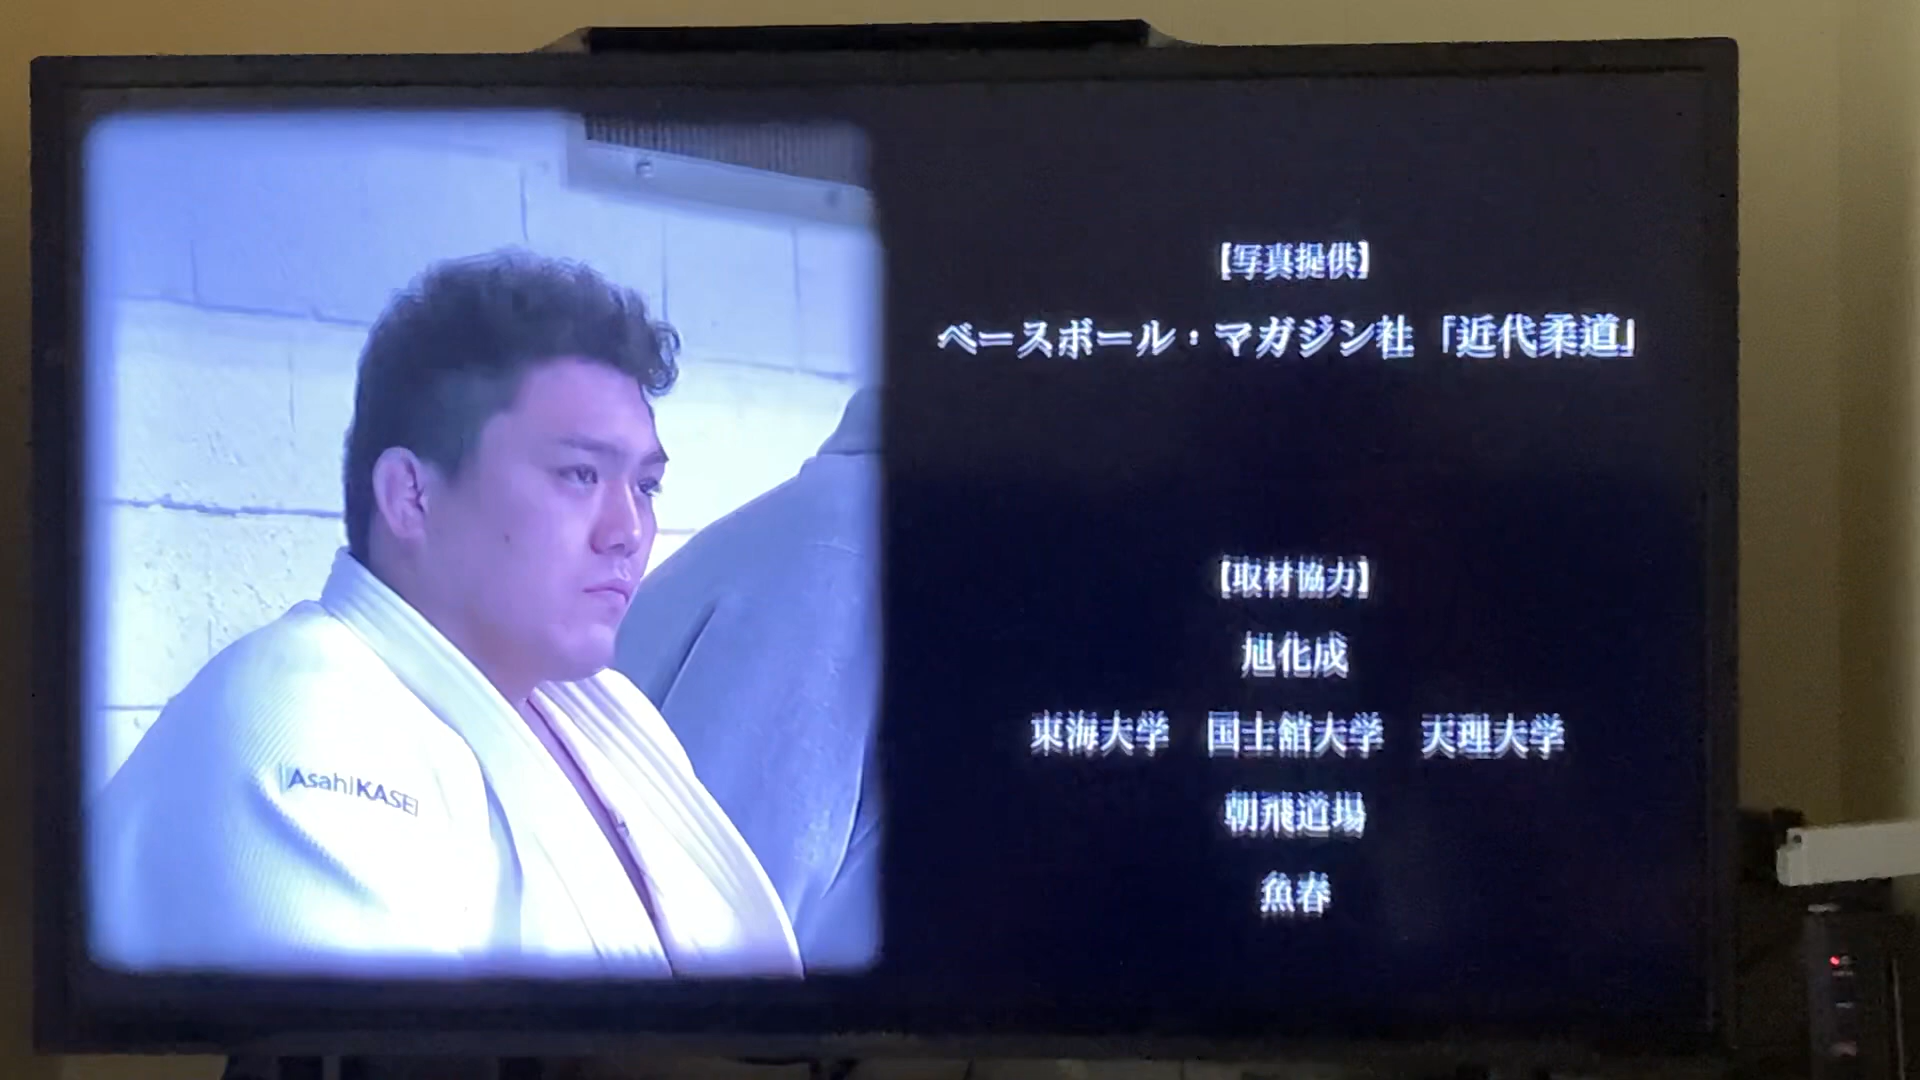 AsahiKASEI
【写真提供】
ベースボール・マガジン社「近代柔道」
【取材協力】
旭化成
東海大学　国士舘大学　天理大学
朝飛道場
魚春